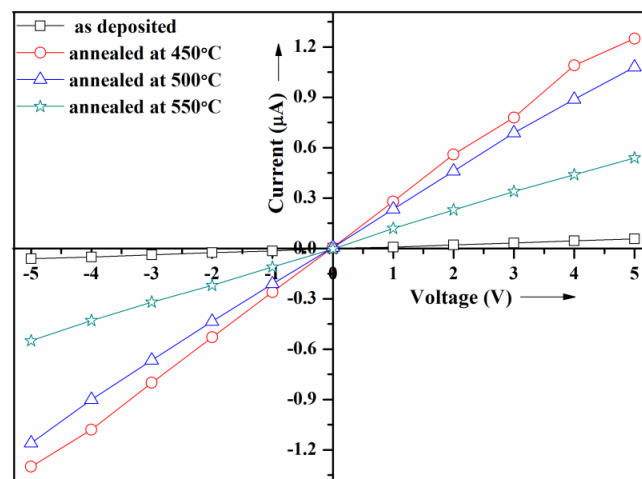 as deposited
annealed at 450°C
annealed at 500°C
annealed at 550°C
1.2
0.9
0.6
0.3
0.0
-0.3
-0.6
-0.9
-1.2
Current (μA)
-5 -4 -3 -2 -1 0 1 2 3 4 5
Voltage (V)